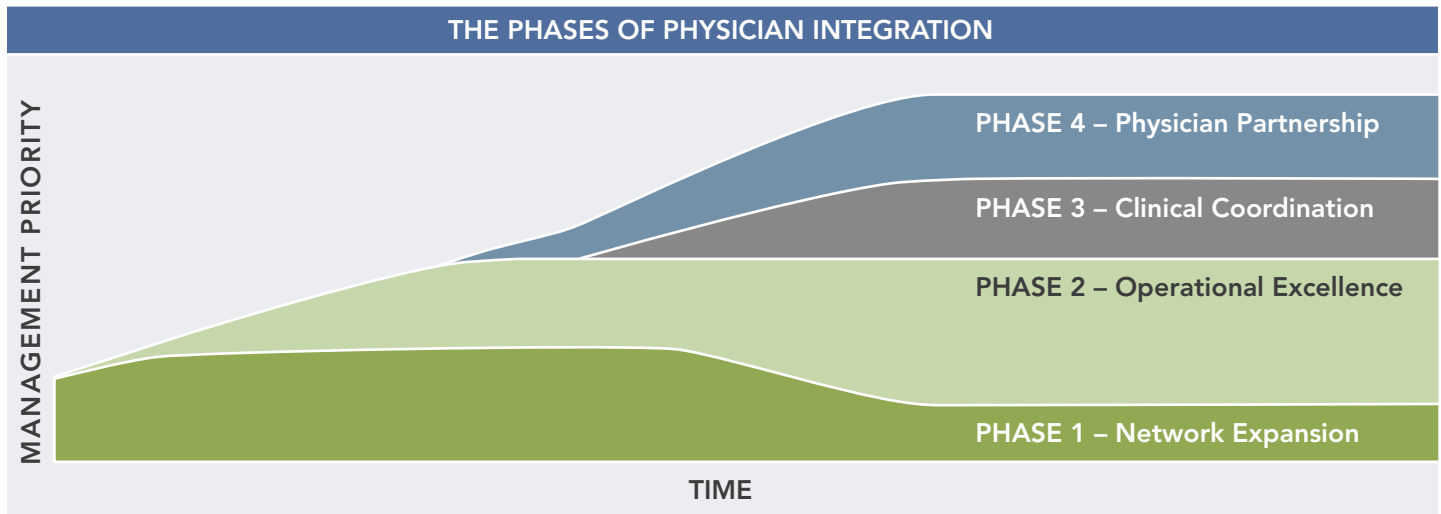 THE PHASES OF PHYSICIAN INTEGRATION
MANAGEMENT PRIORITY
PHASE 4 – Physician Partnership
PHASE 3 – Clinical Coordination
PHASE 2 – Operational Excellence
PHASE 1 – Network Expansion
TIME